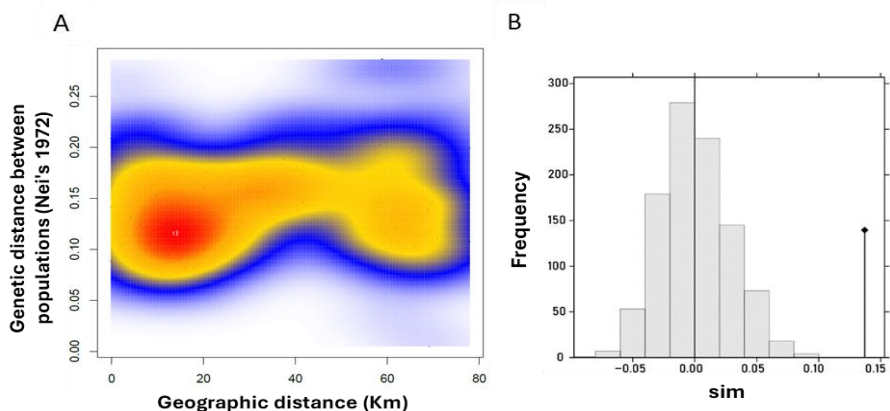 A
Genetic distance between
populations (Nei's 1972)
0.25
0.20
0.15
0.10
0.05
0.00
0 20 40 60 80
Geographic distance (Km)
B
Frequency
300
250
200
150
100
50
0
−0.05 0.00 0.05 0.10 0.15
sim